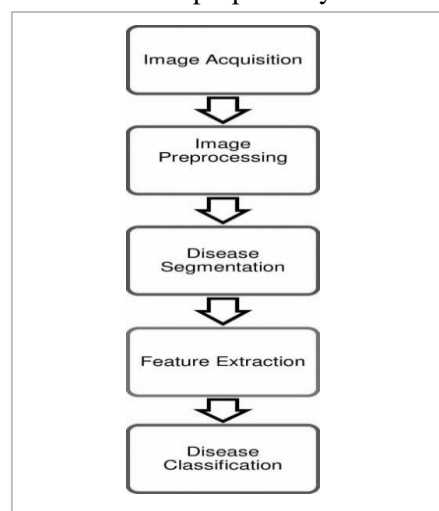 Image Acquisition
Image
Preprocessing
Disease
Segmentation
Feature Extraction
Disease
Classification